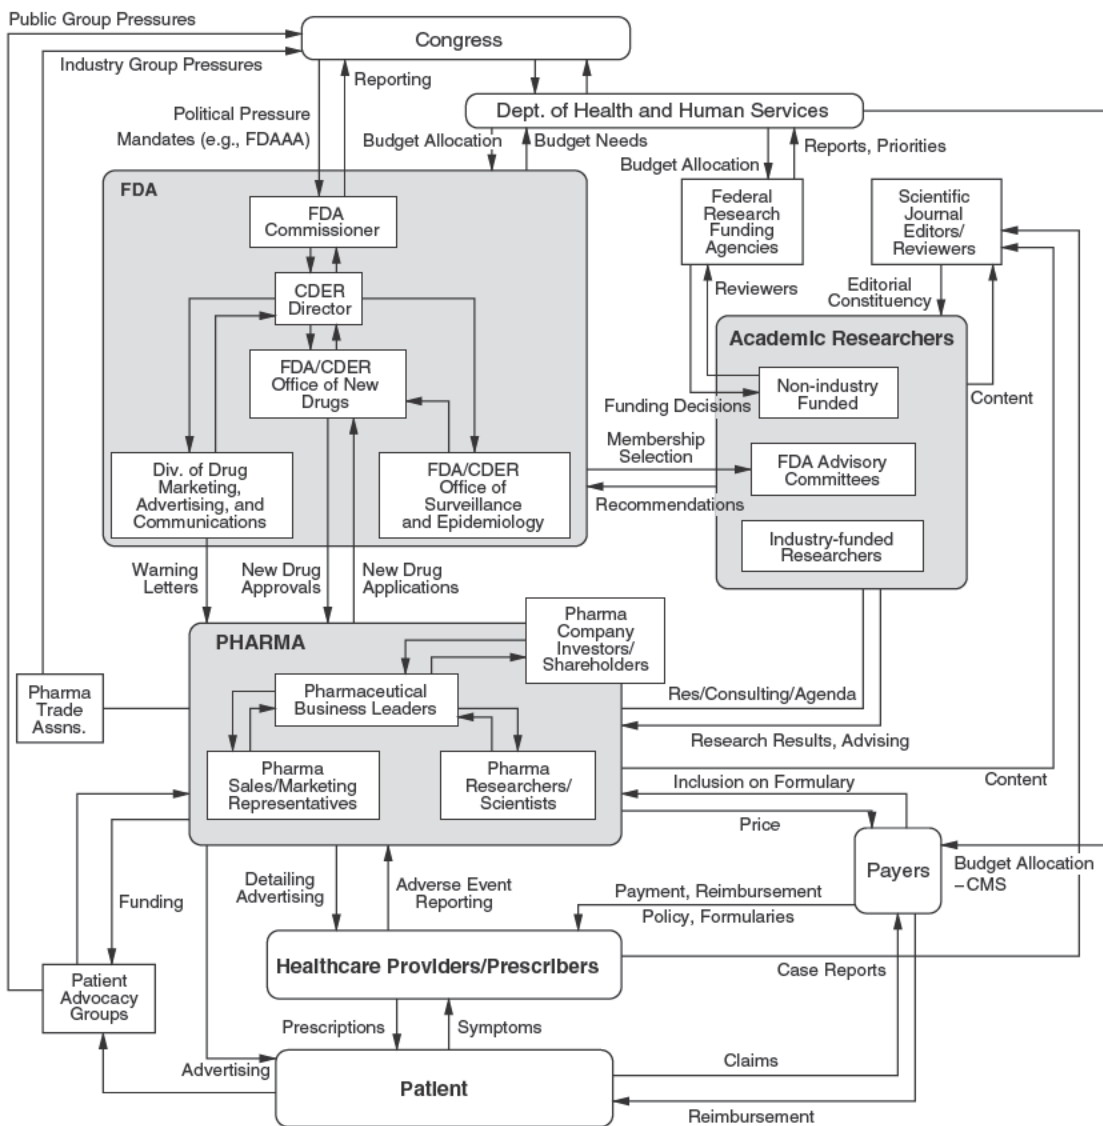 Public Group Pressures
Congress
Industry Group Pressures
Reporting
Political Pressure
Mandates (e.g., FDAAA)
Dept. of Health and Human Services
Budget Allocation
Budget Needs
Budget Allocation
Reports, Priorities
FDA
FDA
Commissioner
CDER
Director
FDA/CDER
Office of New
Drugs
Div. of Drug
Marketing,
Advertising, and
Communications
FDA/CDER
Office of
Surveillance
and Epidemiology
Federal
Research
Funding
Agencies
Scientific
Journal
Editors/
Reviewers
Reviewers
Editorial
Constituency
Academic Researchers
Non-industry
Funded
Funding Decisions
Content
Membership
Selection
FDA Advisory
Committees
Recommendations
Industry-funded
Researchers
Warning
Letters
New Drug
Approvals
New Drug
Applications
PHARMA
Pharma
Company
Investors/
Shareholders
Pharmaceutical
Business Leaders
Pharma
Sales/Marketing
Representatives
Pharma
Researchers/
Scientists
Pharma
Trade
Assns.
Res/Consulting/Agenda
Research Results, Advising
Inclusion on Formulary
Content
Price
Payers
Budget Allocation
–CMS
Funding
Detailing
Advertising
Adverse Event
Reporting
Payment, Reimbursement
Policy, Formularies
Healthcare Providers/Prescribers
Case Reports
Patient
Advocacy
Groups
Prescriptions
Symptoms
Advertising
Patient
Claims
Reimbursement